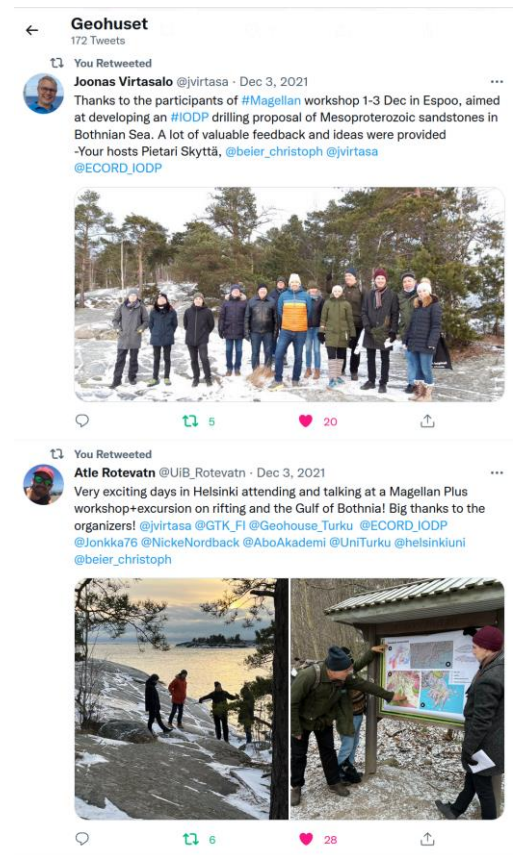 Geohuset
172 Tweets
You Retweeted
Joonas Virtasalo @jvirtasa · Dec 3, 2021
Thanks to the participants of #Magellan workshop 1-3 Dec in Espoo, aimed
at developing an #IODP drilling proposal of Mesoproterozoic sandstones in
Bothnian Sea. A lot of valuable feedback and ideas were provided
-Your hosts Pietari Skyttä, @beier_christoph @jvirtasa
@ECORD_IODP
5 20
You Retweeted
Atle Rotevatn @UiB_Rotevatn · Dec 3, 2021
Very exciting days in Helsinki attending and talking at a Magellan Plus
workshop+excursion on rifting and the Gulf of Bothnia! Big thanks to the
organizers! @jvirtasa @GTK_FI @Geohouse_Turku @ECORD_IODP
@Jonkka76 @NickeNordback @AboAkademi @UniTurku @helsinkiuni
@beier_christoph
6 28